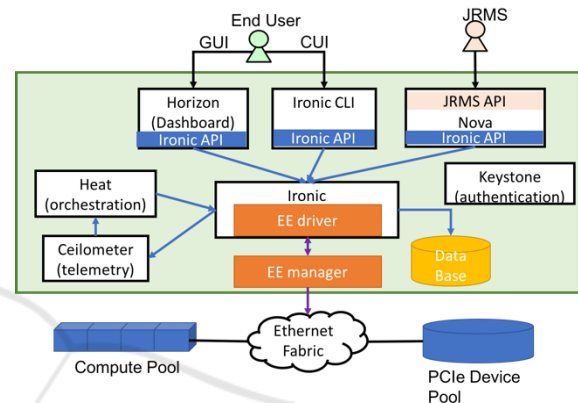 End User
JRMS
GUI
CUI
Horizon
(Dashboard)
Ironic API
Ironic CLI
Ironic API
JRMS API
Nova
Ironic API
Keystone
(authentication)
Heat
(orchestration)
Ironic
EE driver
Ceilometer
(telemetry)
EE manager
Data
Base
Ethernet
Fabric
Compute Pool
PCIe Device
Pool